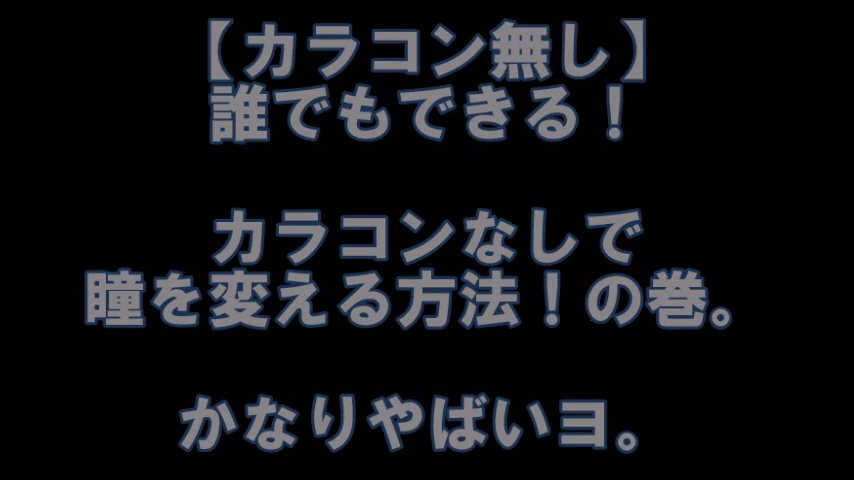 【カラコン無し】
誰でもできる！
カラコンなしで
瞳を変える方法！の巻。
かなりやばいヨ。